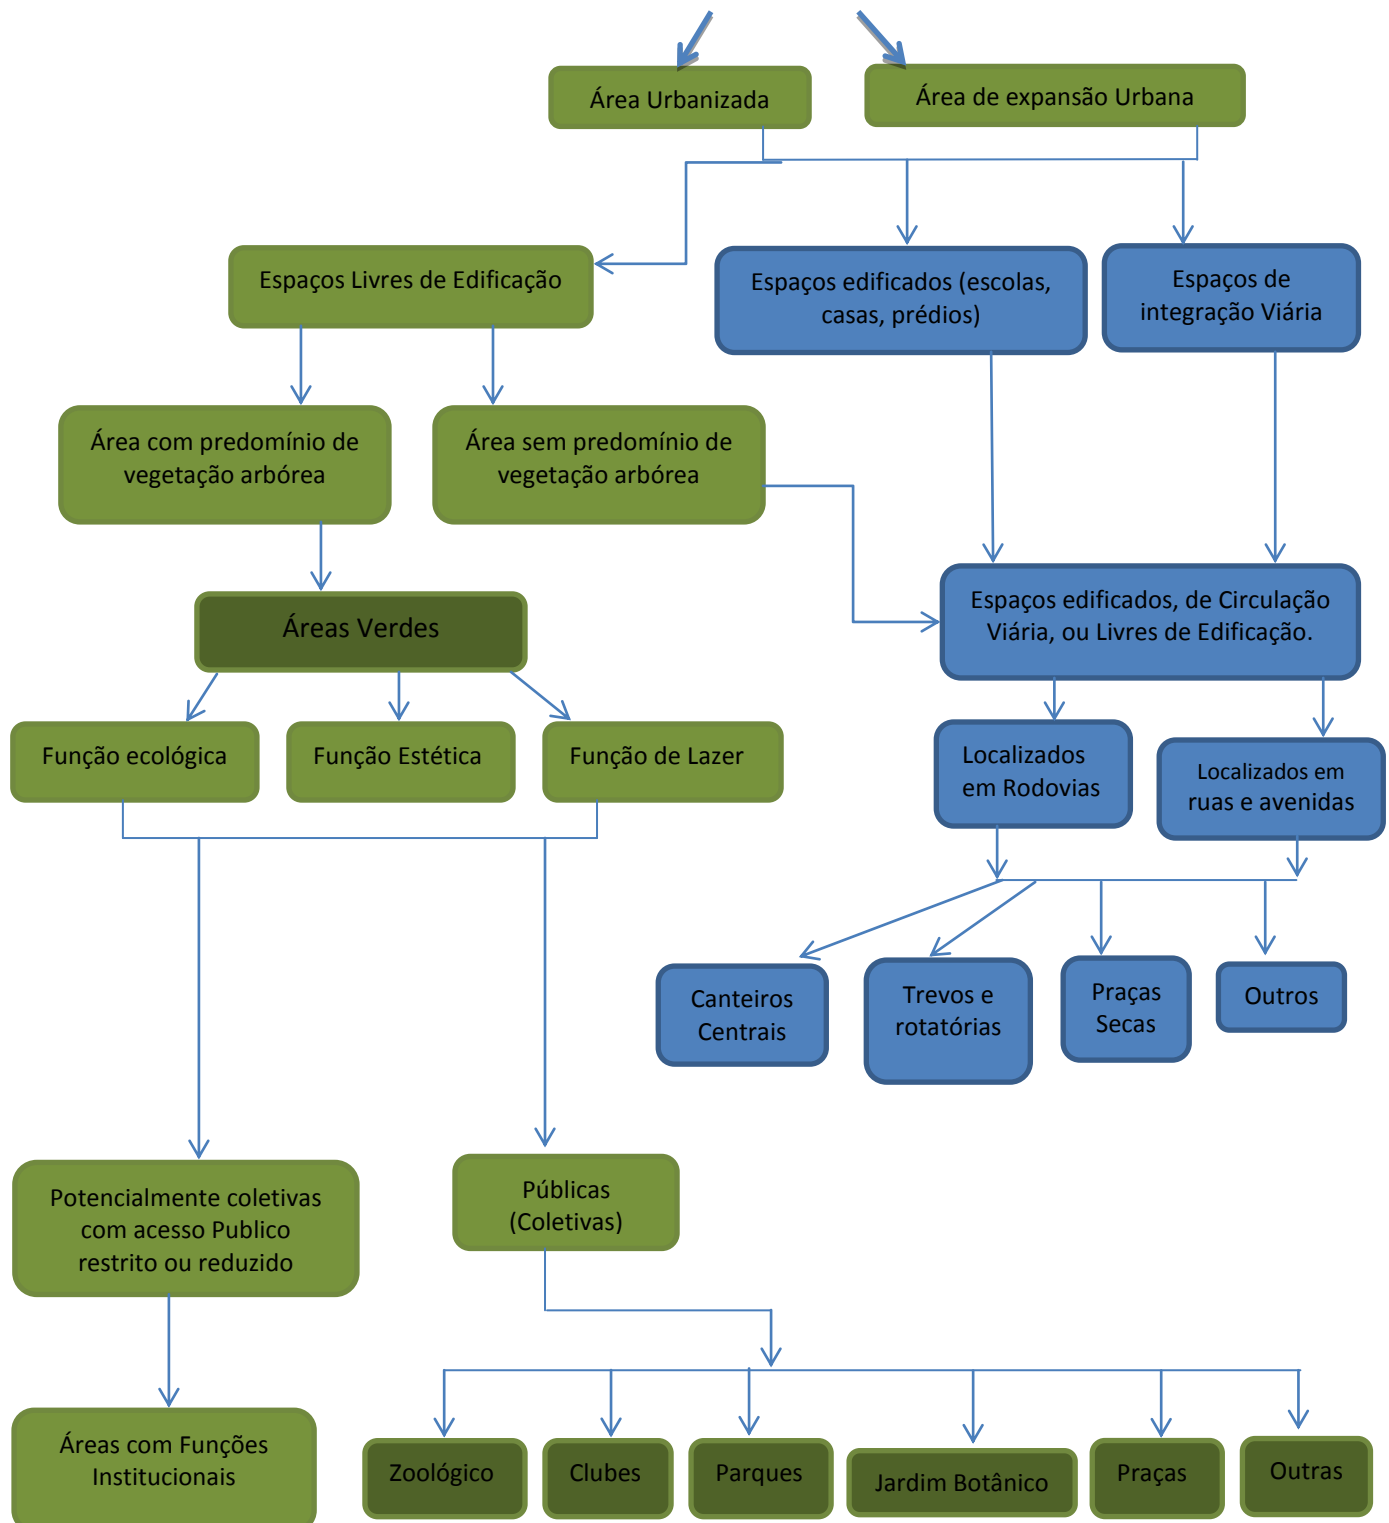 Área Urbanizada
Área de expansão Urbana
Espaços Livres de Edificação
Espaços edificados (escolas,
casas, prédios)
Espaços de
integração Viária
Área com predomínio de
vegetação arbórea
Área sem predomínio de
vegetação arbórea
Espaços edificados, de Circulação
Viária, ou Livres de Edificação.
Áreas Verdes
Função ecológica
Função Estética
Função de Lazer
Localizados
em Rodovias
Localizados em
ruas e avenidas
Canteiros
Centrais
Trevos e
rotatórias
Praças
Secas
Outros
Potencialmente coletivas
com acesso Publico
restrito ou reduzido
Públicas
(Coletivas)
Áreas com Funções
Institucionais
Zoológico
Clubes
Parques
Jardim Botânico
Praças
Outras